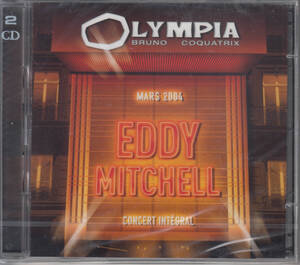 2
CD
OLYMPIA
BRUNO COQUATRIX
MARS 2004
EDDY
MITCHELL
CONCERT INTEGRAL